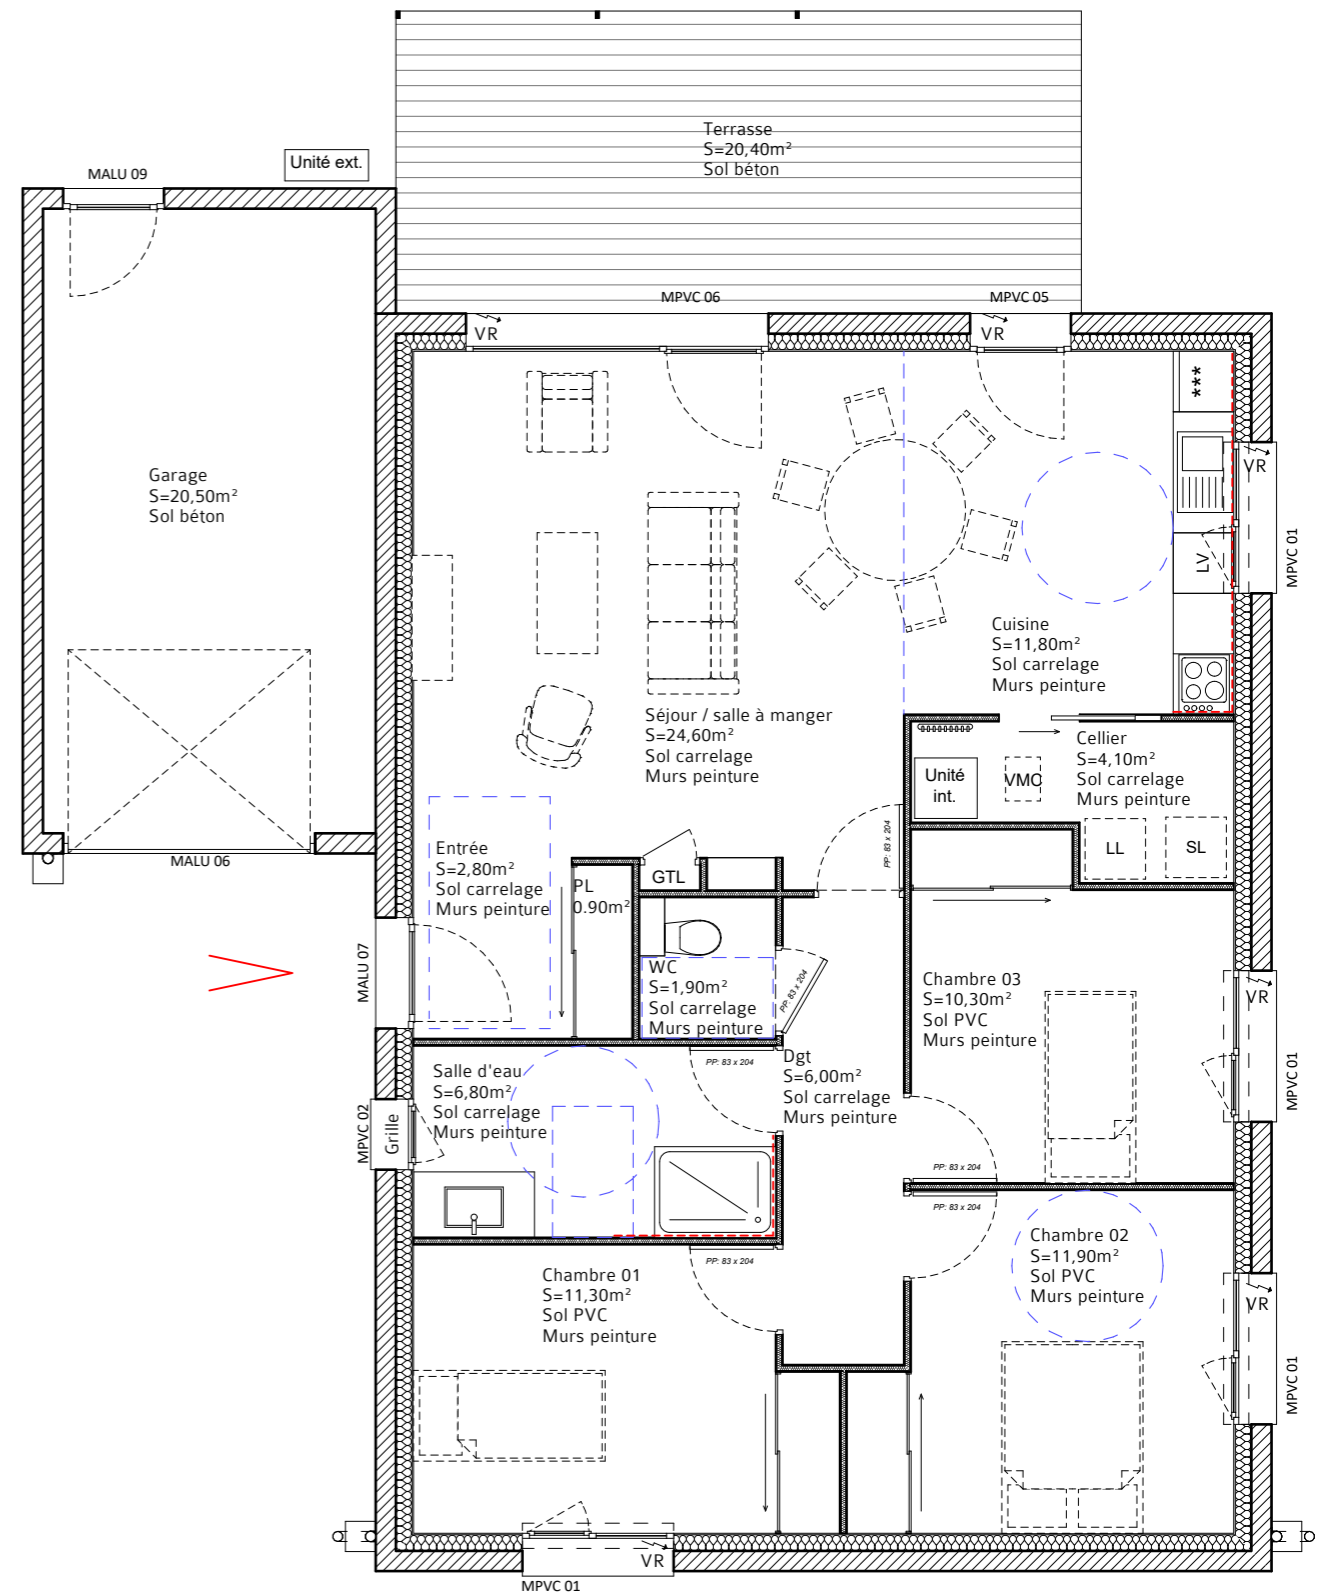 Terrasse
S=20,40m²
Sol béton
Unité ext.
MALU 09
MPVC 06
MPVC 05
VR
VR
***
Garage
S=20,50m²
Sol béton
VR
MPVC 01
LV
Cuisine
S=11,80m²
Sol carrelage
Murs peinture
Séjour / salle à manger
S=24,60m²
Sol carrelage
Murs peinture
Cellier
S=4,10m²
Sol carrelage
Murs peinture
Unité
int.
VMC
LL
SL
MALU 06
Entrée
S=2,80m²
Sol carrelage
Murs peinture
PL
0.90m²
GTL
PP: 83 x 204
MALU 07
WC
S=1,90m²
Sol carrelage
Murs peinture
PP: 83 x 204
Chambre 03
S=10,30m²
Sol PVC
Murs peinture
VR
MPVC 01
Dgt
S=6,00m²
Sol carrelage
Murs peinture
PP: 83 x 204
Salle d'eau
S=6,80m²
Sol carrelage
Murs peinture
MPVC 02
Grille
PP: 83 x 204
PP: 83 x 204
PP: 83 x 204
Chambre 02
S=11,90m²
Sol PVC
Murs peinture
VR
MPVC 01
Chambre 01
S=11,30m²
Sol PVC
Murs peinture
VR
MPVC 01